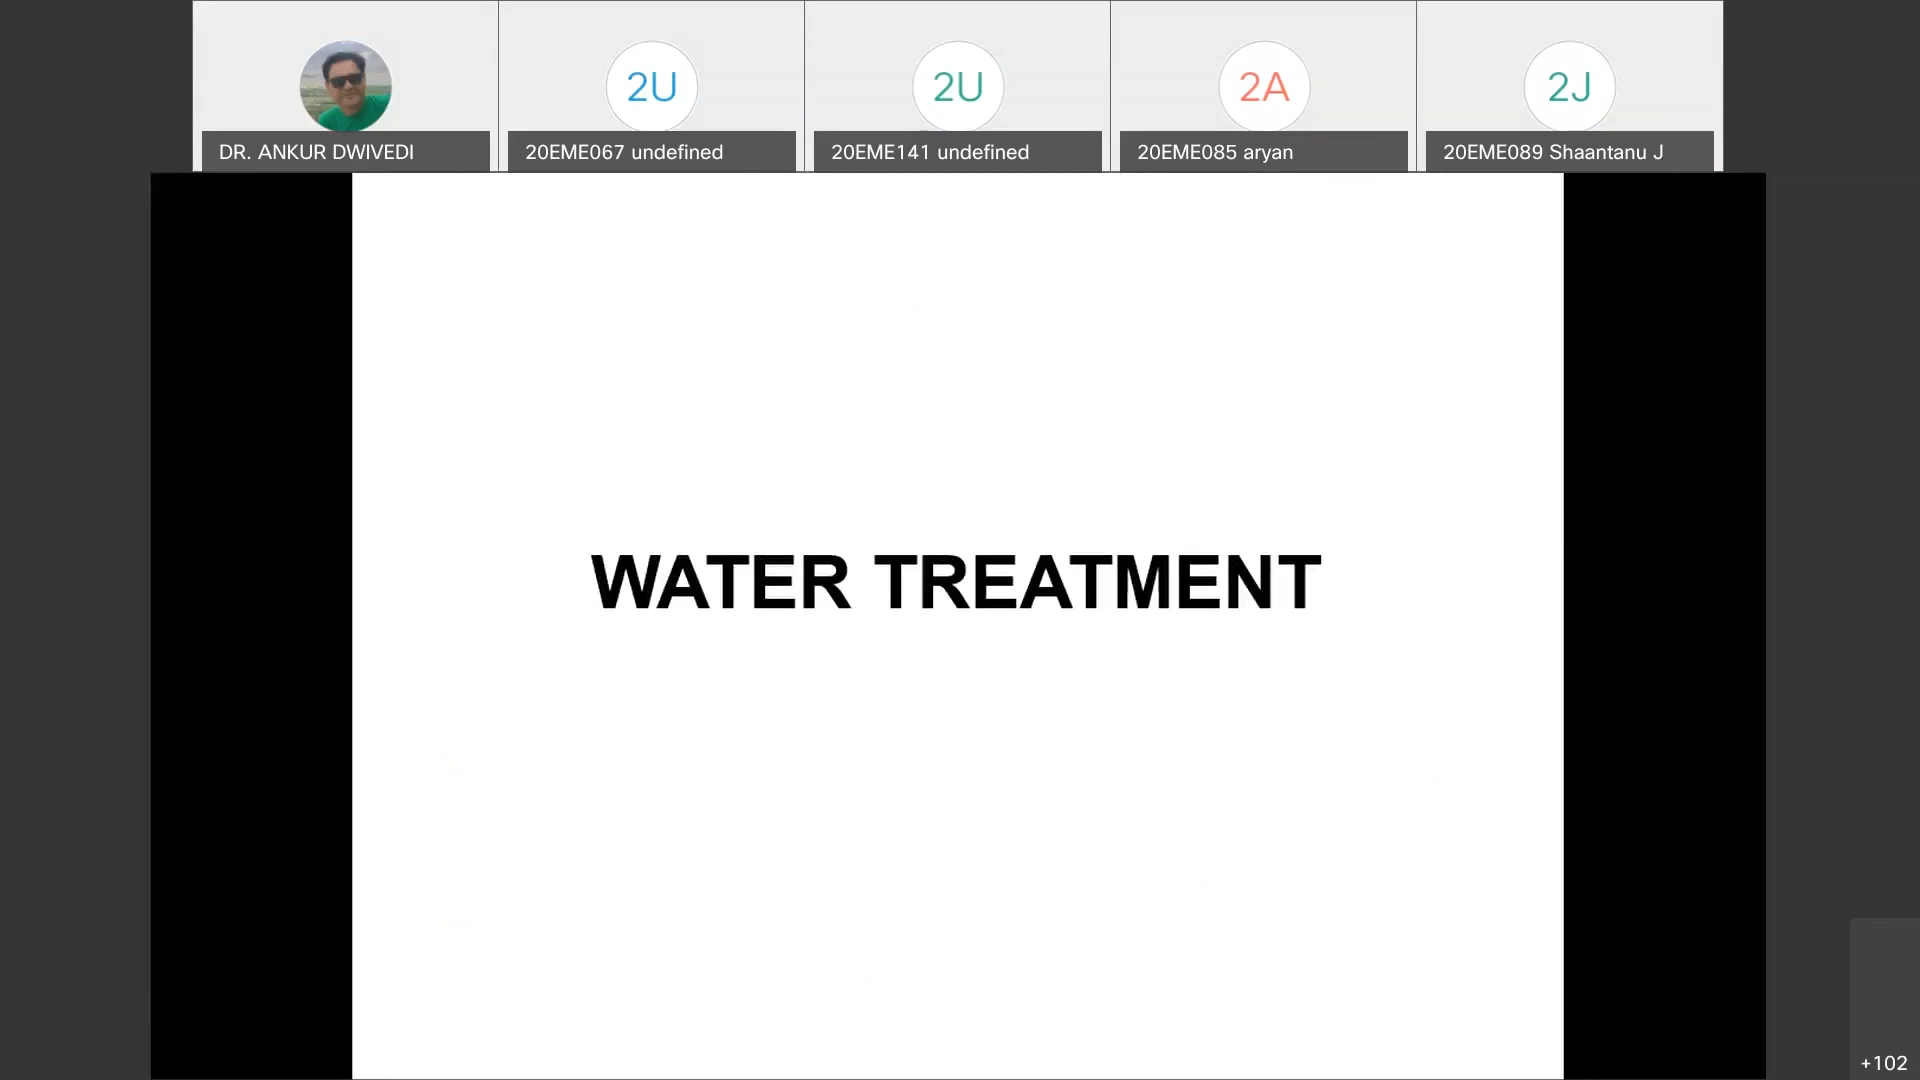 2U
2U
2A
2J
DR. ANKUR DWIVEDI
20EME067 undefined
20EME141 undefined
20EME085 aryan
20EME089 Shaantanu J
WATER TREATMENT
+102